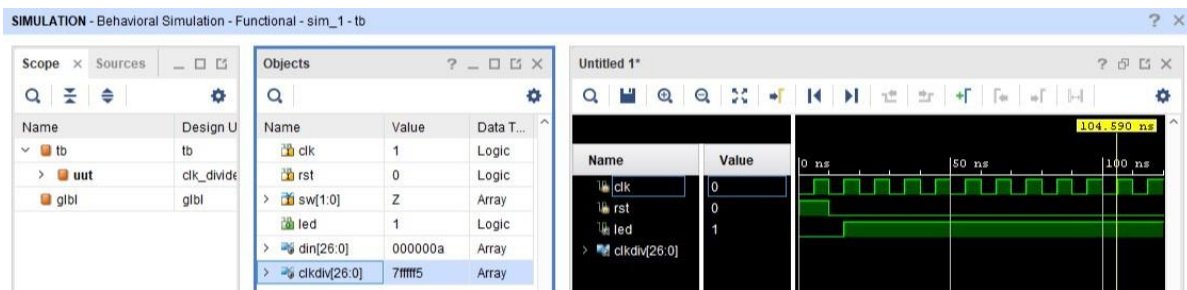 SIMULATION - Behavioral Simulation - Functional - sim_1 - tb
Scope Sources
Name Design U
tb tb
uut clk_divide
glbl glbl
Objects
Name Value Data T...
clk 1 Logic
rst 0 Logic
sw[1:0] Z Array
led 1 Logic
din[26:0] 000000a Array
clkdiv[26:0] 7fffff5 Array
Untitled 1*
104.590 ns
Name Value
0 ns 50 ns 100 ns
clk 0
rst 0
led 1
clkdiv[26:0]